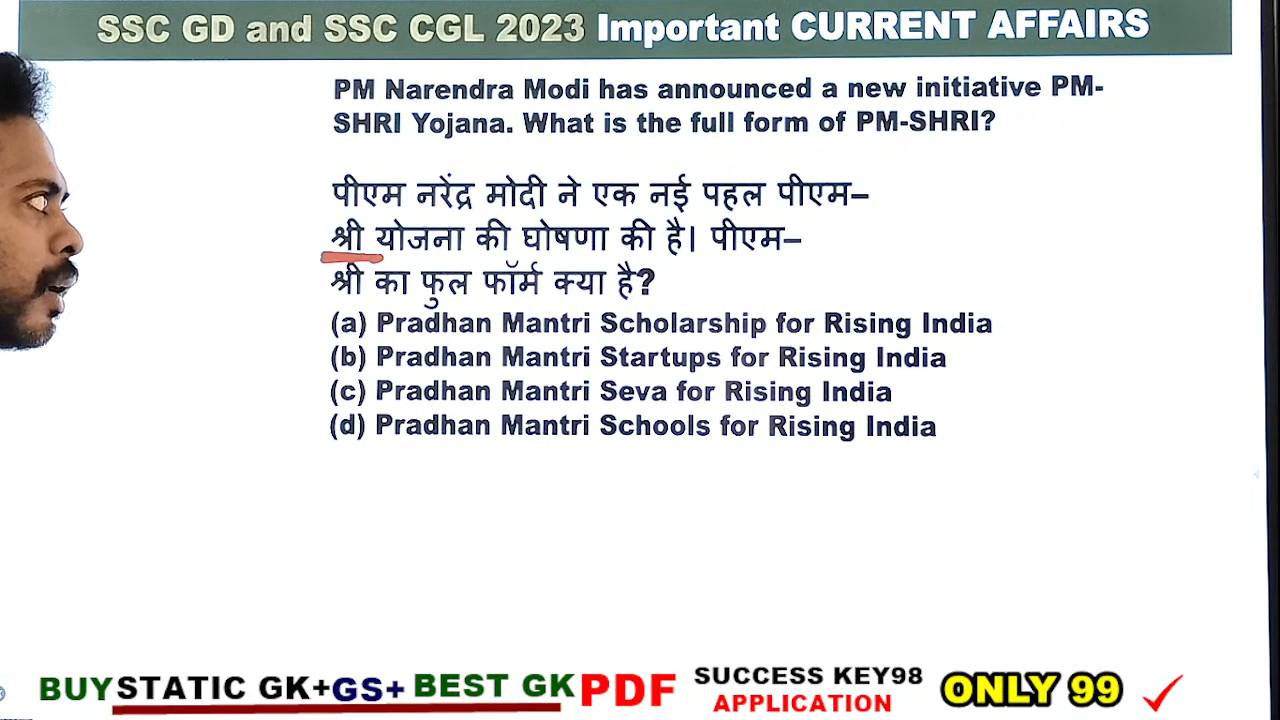 SSC GD and SSC CGL 2023 Important CURRENT AFFAIRS
PM Narendra Modi has announced a new initiative PM-
SHRI Yojana. What is the full form of PM-SHRI?
पीएम नरेंद्र मोदी ने एक नई पहल पीएम–
श्री योजना की घोषणा की है। पीएम–
श्री का फुल फॉर्म क्या है?
(a) Pradhan Mantri Scholarship for Rising India
(b) Pradhan Mantri Startups for Rising India
(c) Pradhan Mantri Seva for Rising India
(d) Pradhan Mantri Schools for Rising India
BUY STATIC GK+GS+ BEST GK PDF SUCCESS KEY98 APPLICATION ONLY 99